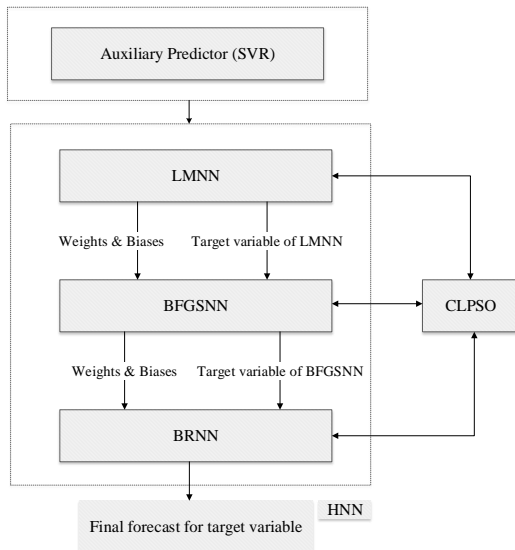 Auxiliary Predictor (SVR)
LMNN
Weights & Biases
Target variable of LMNN
BFGSNN
CLPSO
Weights & Biases
Target variable of BFGSNN
BRNN
HNN
Final forecast for target variable